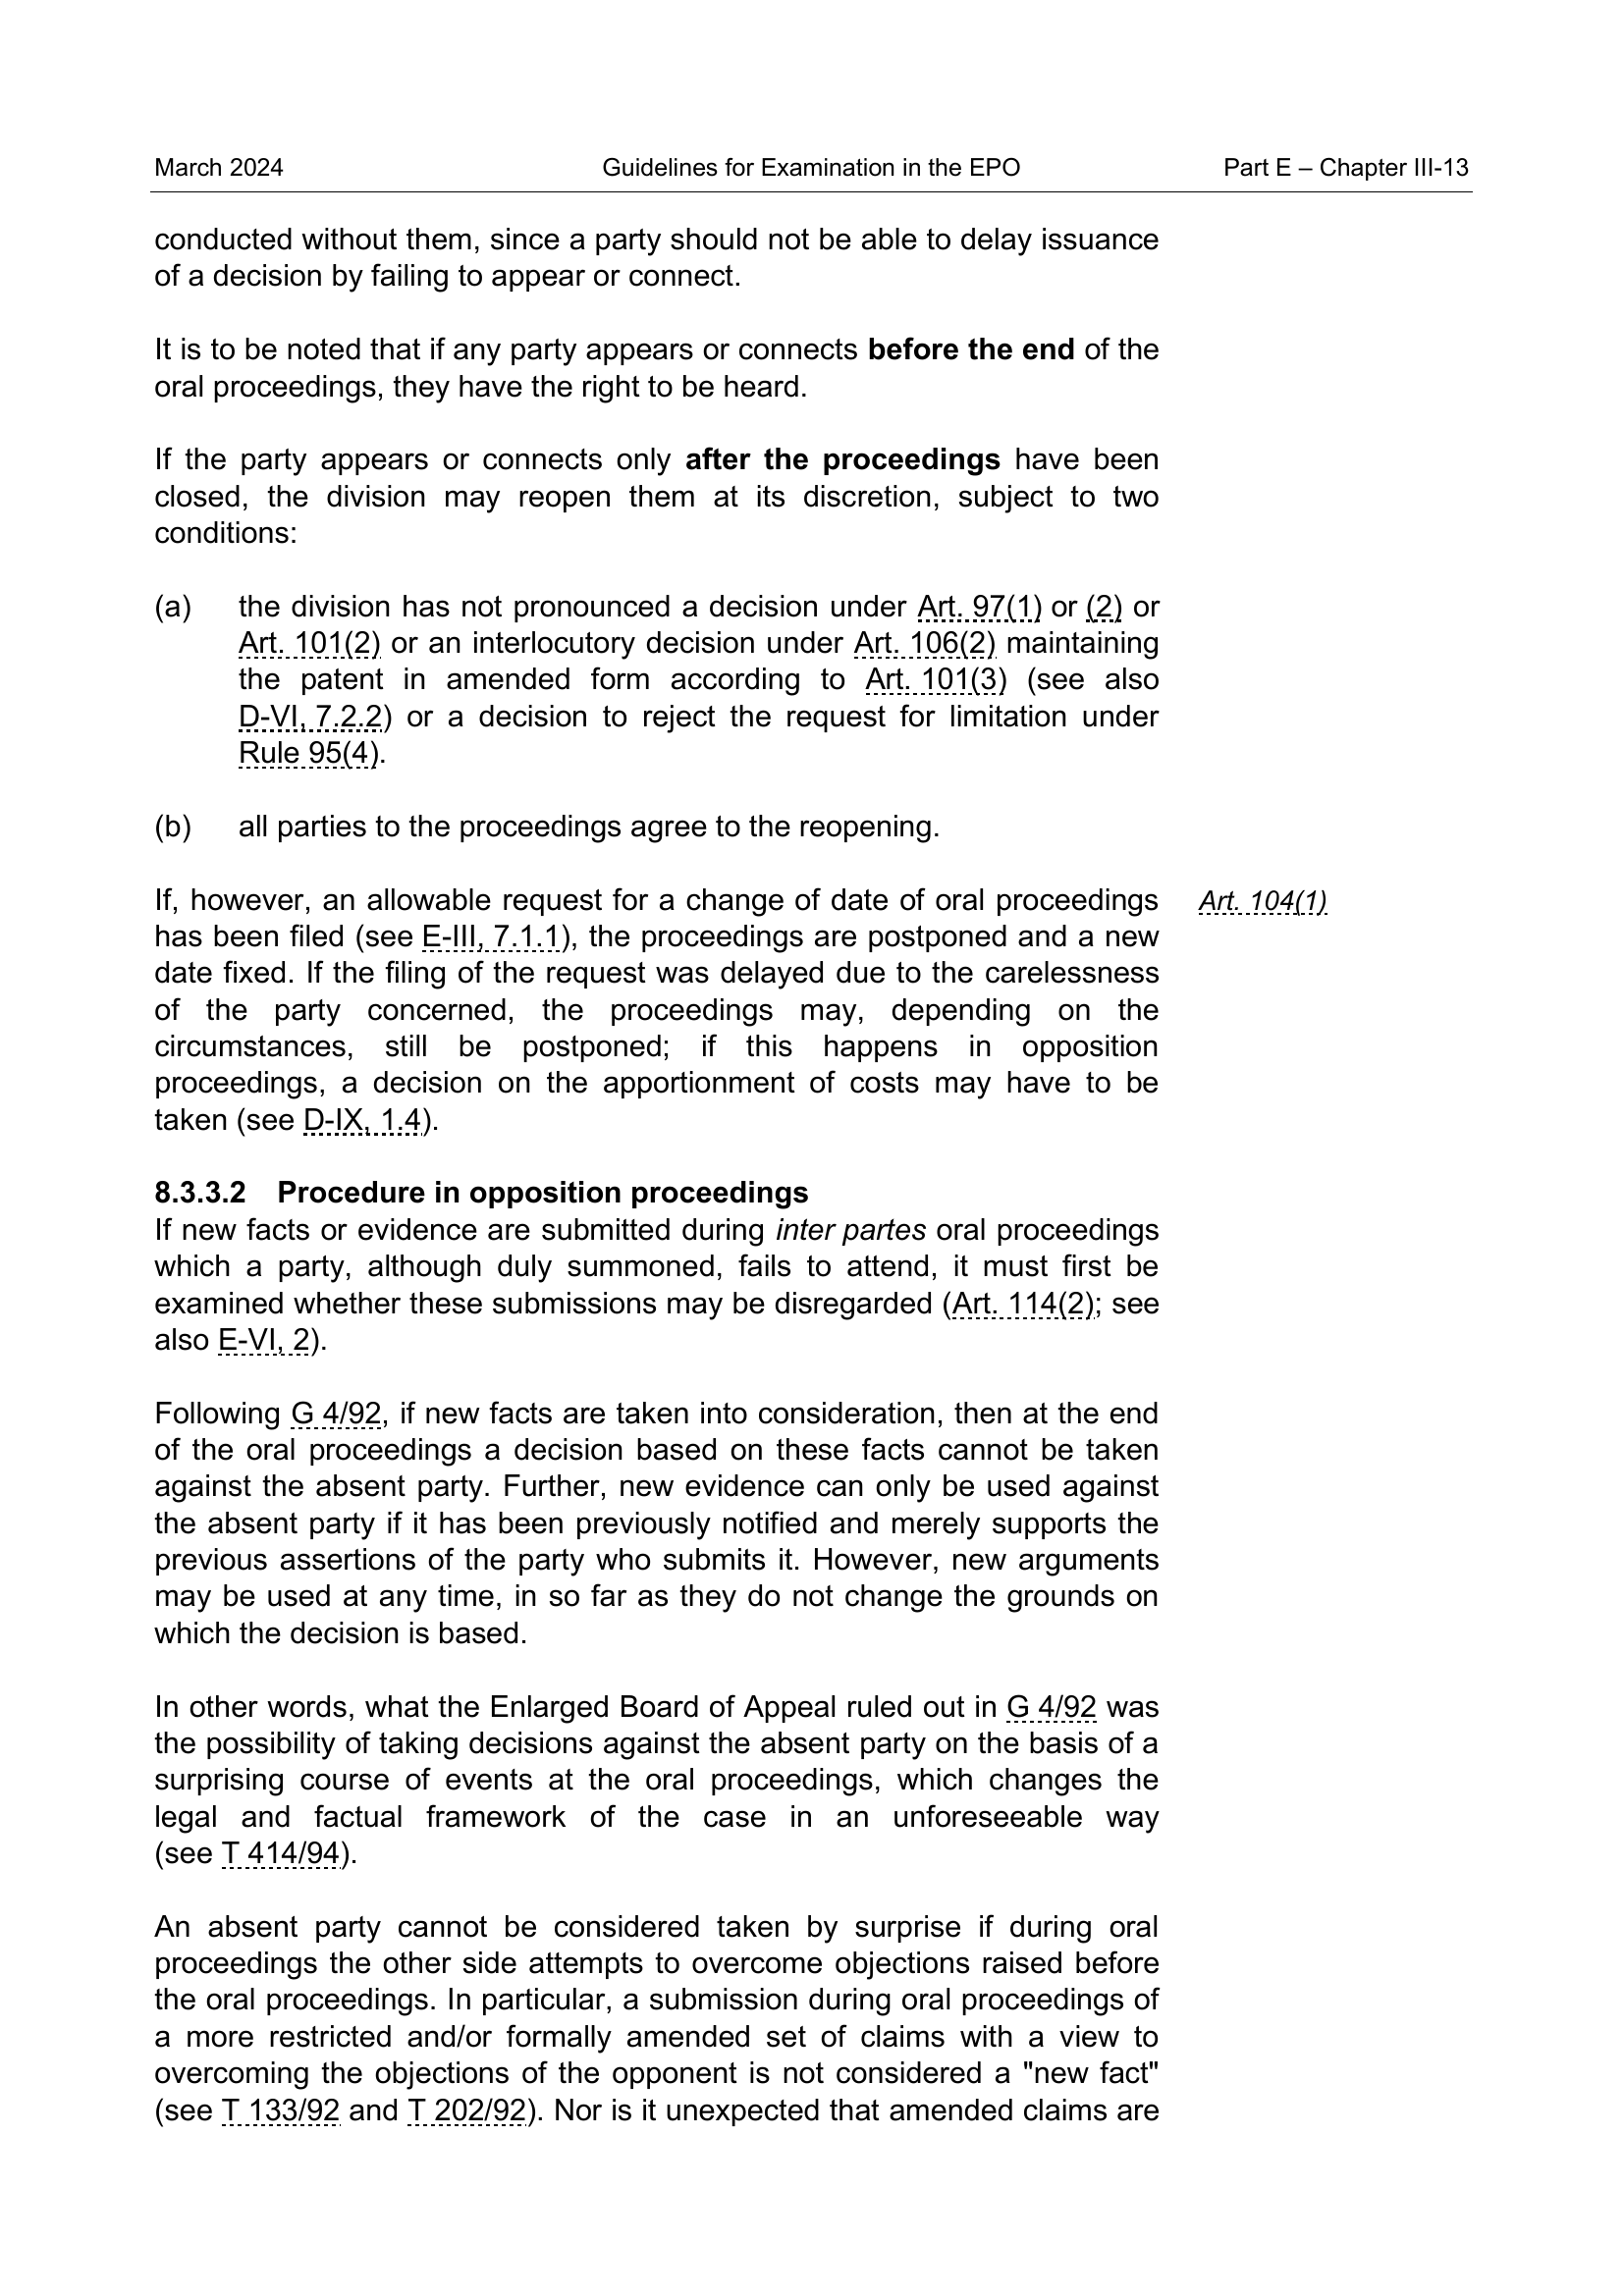 March 2024 Guidelines for Examination in the EPO Part E – Chapter III-13
conducted without them, since a party should not be able to delay issuance
of a decision by failing to appear or connect.
It is to be noted that if any party appears or connects before the end of the
oral proceedings, they have the right to be heard.
If the party appears or connects only after the proceedings have been
closed, the division may reopen them at its discretion, subject to two
conditions:
(a) the division has not pronounced a decision under Art. 97(1) or (2) or
Art. 101(2) or an interlocutory decision under Art. 106(2) maintaining
the patent in amended form according to Art. 101(3) (see also
D-VI, 7.2.2) or a decision to reject the request for limitation under
Rule 95(4).
(b) all parties to the proceedings agree to the reopening.
If, however, an allowable request for a change of date of oral proceedings Art. 104(1)
has been filed (see E-III, 7.1.1), the proceedings are postponed and a new
date fixed. If the filing of the request was delayed due to the carelessness
of the party concerned, the proceedings may, depending on the
circumstances, still be postponed; if this happens in opposition
proceedings, a decision on the apportionment of costs may have to be
taken (see D-IX, 1.4).
8.3.3.2 Procedure in opposition proceedings
If new facts or evidence are submitted during inter partes oral proceedings
which a party, although duly summoned, fails to attend, it must first be
examined whether these submissions may be disregarded (Art. 114(2); see
also E-VI, 2).
Following G 4/92, if new facts are taken into consideration, then at the end
of the oral proceedings a decision based on these facts cannot be taken
against the absent party. Further, new evidence can only be used against
the absent party if it has been previously notified and merely supports the
previous assertions of the party who submits it. However, new arguments
may be used at any time, in so far as they do not change the grounds on
which the decision is based.
In other words, what the Enlarged Board of Appeal ruled out in G 4/92 was
the possibility of taking decisions against the absent party on the basis of a
surprising course of events at the oral proceedings, which changes the
legal and factual framework of the case in an unforeseeable way
(see T 414/94).
An absent party cannot be considered taken by surprise if during oral
proceedings the other side attempts to overcome objections raised before
the oral proceedings. In particular, a submission during oral proceedings of
a more restricted and/or formally amended set of claims with a view to
overcoming the objections of the opponent is not considered a "new fact"
(see T 133/92 and T 202/92). Nor is it unexpected that amended claims are